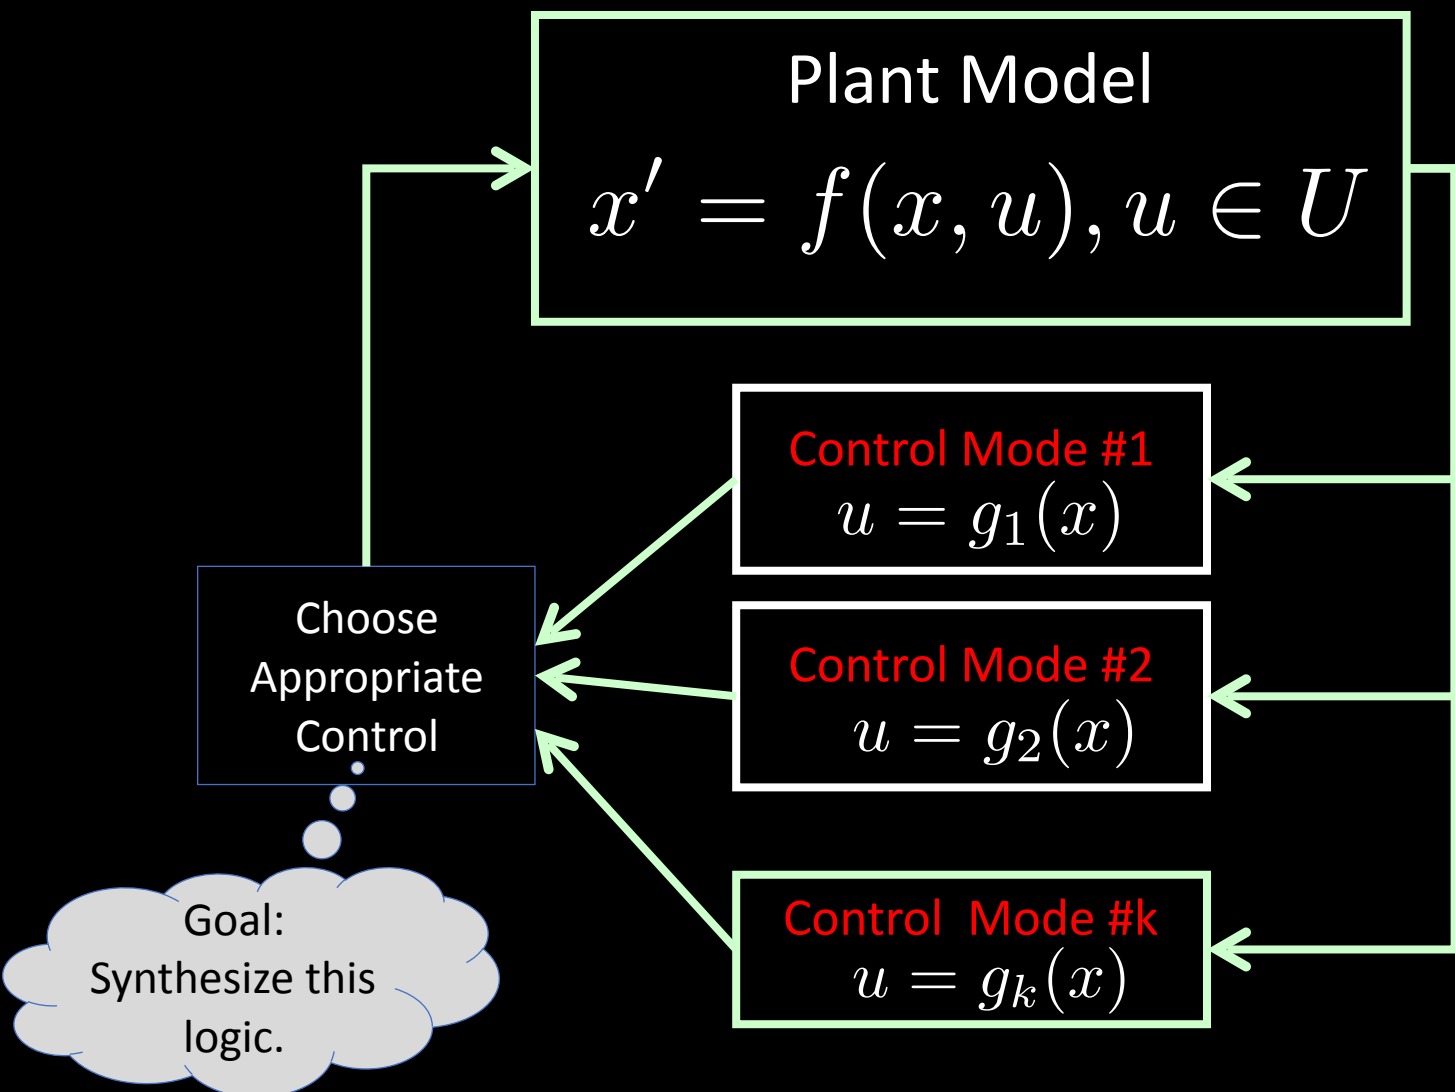 Plant Model
x′ = f(x, u), u ∈ U
Control Mode #1
u = g₁(x)
Choose
Appropriate
Control
Control Mode #2
u = g₂(x)
Control  Mode #k
u = gₖ(x)
Goal:
Synthesize this
logic.